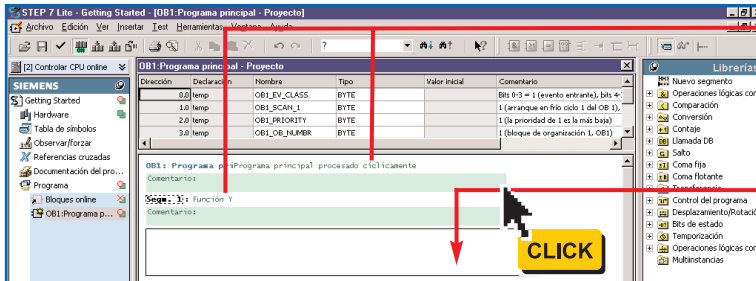 STEP 7 Lite - Getting Started - [OB1:Programa principal - Proyecto]
Archivo Edición Ver Insertar Test Herramientas Ventana Ayuda
?
[2] Controlar CPU online
SIEMENS
Getting Started
Hardware
Tabla de símbolos
Observar/forzar
Referencias cruzadas
Documentación del pro...
Programa
Bloques online
OB1:Programa p...
OB1:Programa principal - Proyecto
Dirección Declaración Nombre Tipo Valor inicial Comentario
0.0 temp OB1_EV_CLASS BYTE Bits 0-3 = 1 (evento entrante), bits 4-
1.0 temp OB1_SCAN_1 BYTE 1 (arranque en frío ciclo 1 del OB 1),
2.0 temp OB1_PRIORITY BYTE 1 (la prioridad de 1 es la más baja)
3.0 temp OB1_OB_NUMBR BYTE 1 (bloque de organización 1, OB1)
OB1: Programa priPrograma principal procesado cíclicamente
Comentario:
Segm. 1: Función Y
Comentario:
CLICK
Librerías
Nuevo segmento
Operaciones lógicas con
Comparación
Conversión
Contaje
Llamada DB
Salto
Coma fija
Coma flotante
Transferencia
Control del programa
Desplazamiento/Rotació
Bits de estado
Temporización
Operaciones lógicas con
Multiinstancias